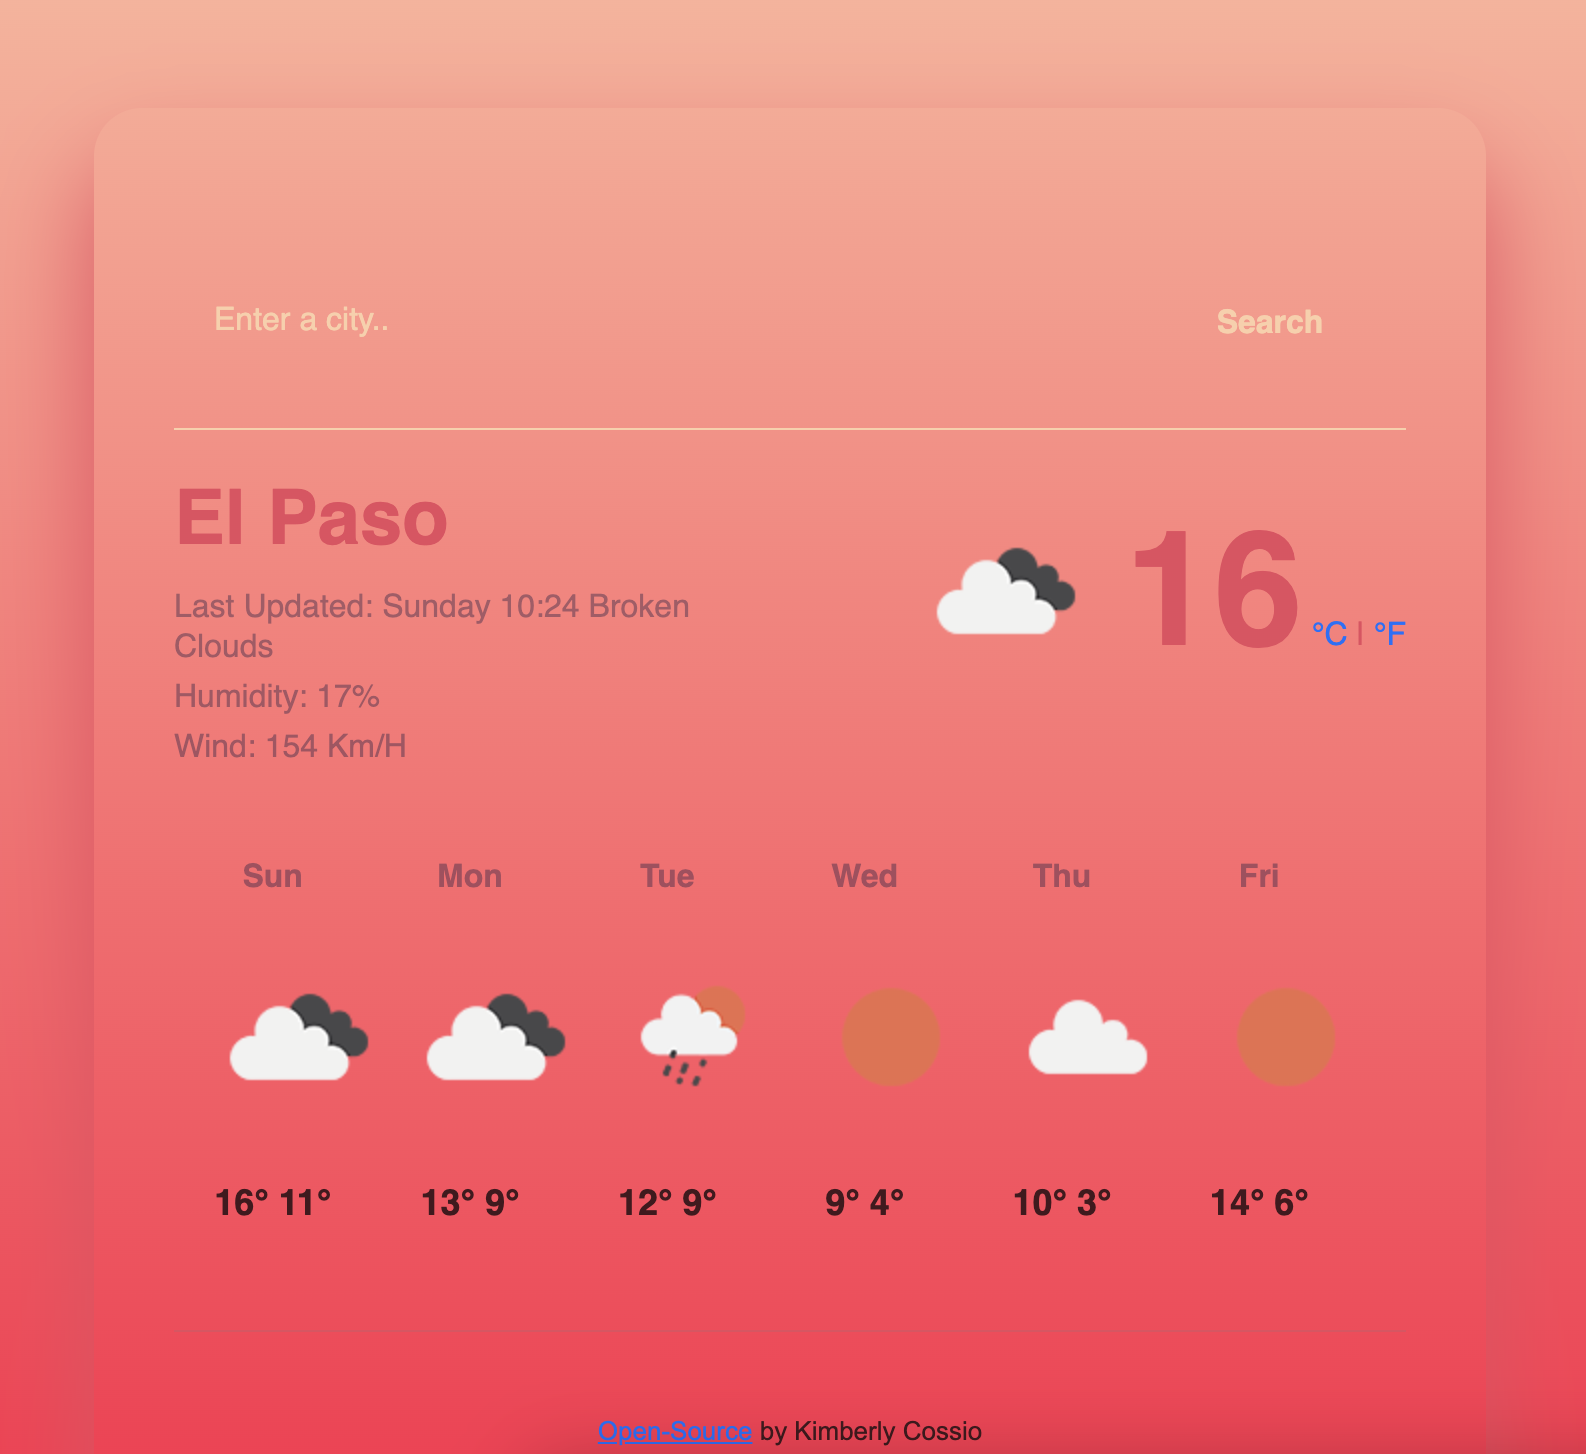 Enter a city..
Search
El Paso
Last Updated: Sunday 10:24 Broken
Clouds
Humidity: 17%
Wind: 154 Km/H
16 °C | °F
Sun Mon Tue Wed Thu Fri
16° 11° 13° 9° 12° 9° 9° 4° 10° 3° 14° 6°
Open-Source by Kimberly Cossio